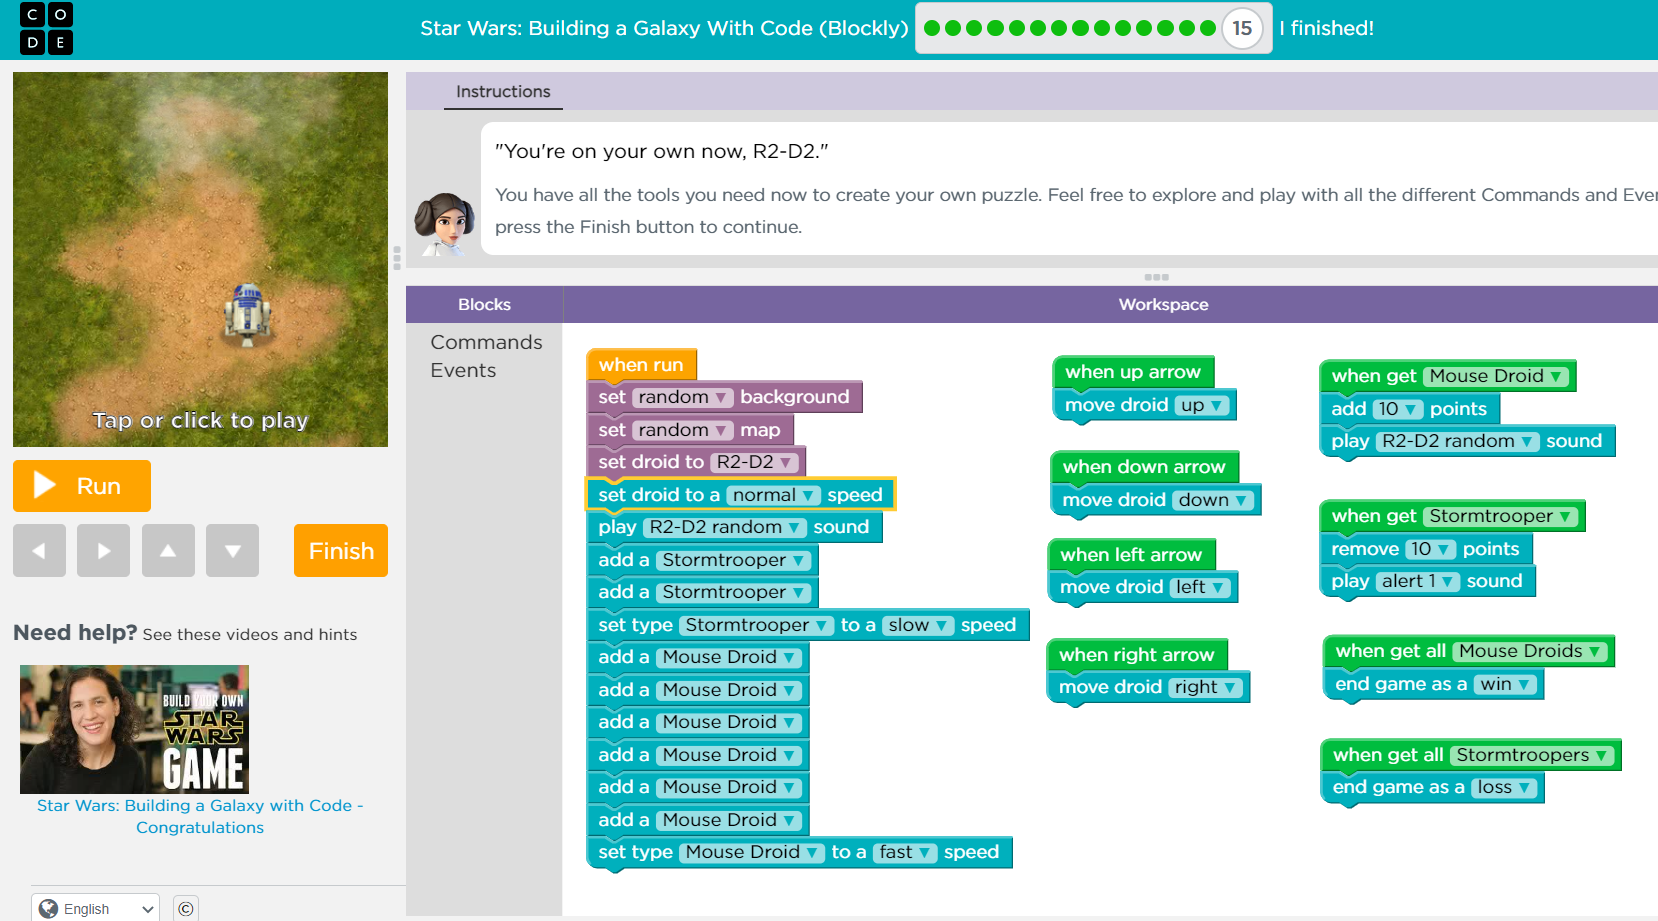 C O
D E
Star Wars: Building a Galaxy With Code (Blockly)
15
I finished!
Instructions
"You're on your own now, R2-D2."
You have all the tools you need now to create your own puzzle. Feel free to explore and play with all the different Commands and
press the Finish button to continue.
Tap or click to play
Run
Finish
Need help? See these videos and hints
BUILD YOUR OWN
STAR
WARS
GAME
Star Wars: Building a Galaxy with Code -
Congratulations
English
©
Blocks
Workspace
Commands
Events
when run
set random ▼ background
set random ▼ map
set droid to R2-D2 ▼
set droid to a normal ▼ speed
play R2-D2 random ▼ sound
add a Stormtrooper ▼
add a Stormtrooper ▼
set type Stormtrooper ▼ to a slow ▼ speed
add a Mouse Droid ▼
add a Mouse Droid ▼
add a Mouse Droid ▼
add a Mouse Droid ▼
add a Mouse Droid ▼
add a Mouse Droid ▼
set type Mouse Droid ▼ to a fast ▼ speed
when up arrow
move droid up ▼
when down arrow
move droid down ▼
when left arrow
move droid left ▼
when right arrow
move droid right ▼
when get Mouse Droid ▼
add 10 ▼ points
play R2-D2 random ▼ sound
when get Stormtrooper ▼
remove 10 ▼ points
play alert 1 ▼ sound
when get all Mouse Droids ▼
end game as a win ▼
when get all Stormtroopers ▼
end game as a loss ▼